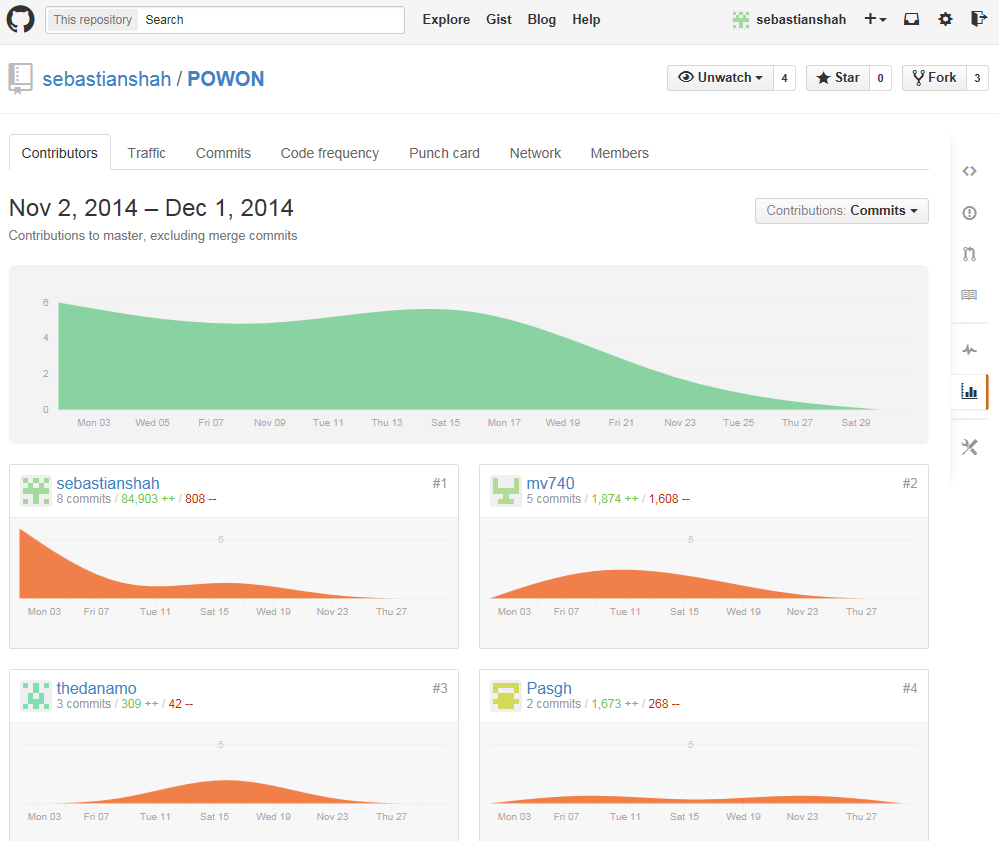 This repository Search Explore Gist Blog Help sebastianshah
sebastianshah / POWON Unwatch 4 Star 0 Fork 3
Contributors Traffic Commits Code frequency Punch card Network Members
Nov 2, 2014 – Dec 1, 2014 Contributions: Commits
Contributions to master, excluding merge commits
6
4
2
0
Mon 03 Wed 05 Fri 07 Nov 09 Tue 11 Thu 13 Sat 15 Mon 17 Wed 19 Fri 21 Nov 23 Tue 25 Thu 27 Sat 29
sebastianshah #1
8 commits / 84,903 ++ / 808 --
5
Mon 03 Fri 07 Tue 11 Sat 15 Wed 19 Nov 23 Thu 27
mv740 #2
5 commits / 1,874 ++ / 1,608 --
5
Mon 03 Fri 07 Tue 11 Sat 15 Wed 19 Nov 23 Thu 27
thedanamo #3
3 commits / 309 ++ / 42 --
5
Mon 03 Fri 07 Tue 11 Sat 15 Wed 19 Nov 23 Thu 27
Pasgh #4
2 commits / 1,673 ++ / 268 --
5
Mon 03 Fri 07 Tue 11 Sat 15 Wed 19 Nov 23 Thu 27